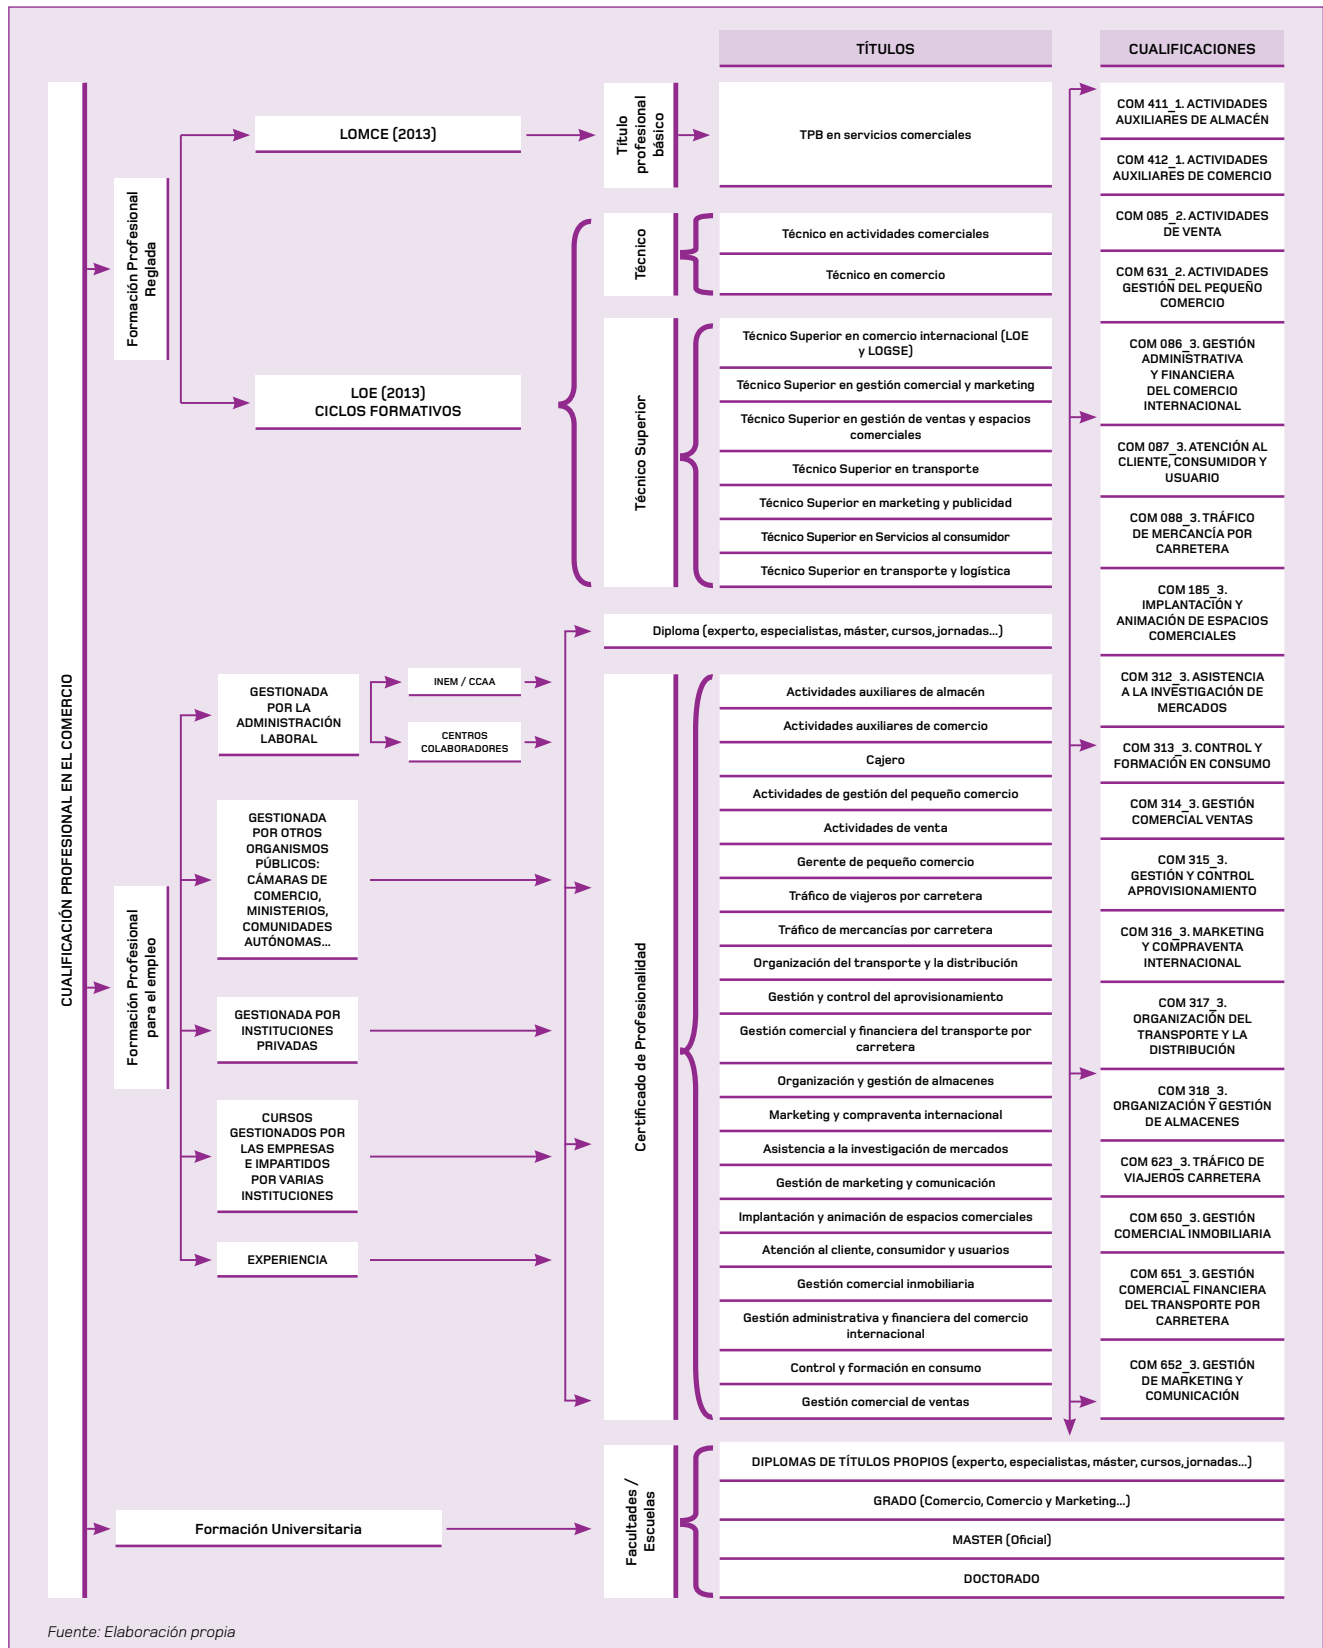 TÍTULOS
CUALIFICACIONES
CUALIFICACIÓN PROFESIONAL EN EL COMERCIO
Formación Profesional
Reglada
LOMCE (2013)
Título
profesional
básico
TPB en servicios comerciales
LOE (2013)
CICLOS FORMATIVOS
Técnico
Técnico en actividades comerciales
Técnico en comercio
Técnico Superior
Técnico Superior en comercio internacional (LOE
y LOGSE)
Técnico Superior en gestión comercial y marketing
Técnico Superior en gestión de ventas y espacios
comerciales
Técnico Superior en transporte
Técnico Superior en marketing y publicidad
Técnico Superior en Servicios al consumidor
Técnico Superior en transporte y logística
Formación Profesional
para el empleo
GESTIONADA
POR LA
ADMINISTRACIÓN
LABORAL
INEM / CCAA
CENTROS
COLABORADORES
GESTIONADA
POR OTROS
ORGANISMOS
PÚBLICOS:
CÁMARAS DE
COMERCIO,
MINISTERIOS,
COMUNIDADES
AUTÓNOMAS...
GESTIONADA POR
INSTITUCIONES
PRIVADAS
CURSOS
GESTIONADOS POR
LAS EMPRESAS
E IMPARTIDOS
POR VARIAS
INSTITUCIONES
EXPERIENCIA
Diploma (experto, especialistas, máster, cursos, jornadas...)
Certificado de Profesionalidad
Actividades auxiliares de almacén
Actividades auxiliares de comercio
Cajero
Actividades de gestión del pequeño comercio
Actividades de venta
Gerente de pequeño comercio
Tráfico de viajeros por carretera
Tráfico de mercancías por carretera
Organización del transporte y la distribución
Gestión y control del aprovisionamiento
Gestión comercial y financiera del transporte por
carretera
Organización y gestión de almacenes
Marketing y compraventa internacional
Asistencia a la investigación de mercados
Gestión de marketing y comunicación
Implantación y animación de espacios comerciales
Atención al cliente, consumidor y usuarios
Gestión comercial inmobiliaria
Gestión administrativa y financiera del comercio
internacional
Control y formación en consumo
Gestión comercial de ventas
COM 411_1. ACTIVIDADES
AUXILIARES DE ALMACÉN
COM 412_1. ACTIVIDADES
AUXILIARES DE COMERCIO
COM 085_2. ACTIVIDADES
DE VENTA
COM 631_2. ACTIVIDADES
GESTIÓN DEL PEQUEÑO
COMERCIO
COM 086_3. GESTIÓN
ADMINISTRATIVA
Y FINANCIERA
DEL COMERCIO
INTERNACIONAL
COM 087_3. ATENCIÓN AL
CLIENTE, CONSUMIDOR Y
USUARIO
COM 088_3. TRÁFICO
DE MERCANCÍA POR
CARRETERA
COM 185_3.
IMPLANTACIÓN Y
ANIMACIÓN DE ESPACIOS
COMERCIALES
COM 312_3. ASISTENCIA
A LA INVESTIGACIÓN DE
MERCADOS
COM 313_3. CONTROL Y
FORMACIÓN EN CONSUMO
COM 314_3. GESTIÓN
COMERCIAL VENTAS
COM 315_3.
GESTIÓN Y CONTROL
APROVISIONAMIENTO
COM 316_3. MARKETING
Y COMPRAVENTA
INTERNACIONAL
COM 317_3.
ORGANIZACIÓN DEL
TRANSPORTE Y LA
DISTRIBUCIÓN
COM 318_3.
ORGANIZACIÓN Y GESTIÓN
DE ALMACENES
COM 623_3. TRÁFICO DE
VIAJEROS CARRETERA
COM 650_3. GESTIÓN
COMERCIAL INMOBILIARIA
COM 651_3. GESTIÓN
COMERCIAL FINANCIERA
DEL TRANSPORTE POR
CARRETERA
COM 652_3. GESTIÓN
DE MARKETING Y
COMUNICACIÓN
Formación Universitaria
Facultades /
Escuelas
DIPLOMAS DE TÍTULOS PROPIOS (experto, especialistas, máster, cursos, jornadas...)
GRADO (Comercio, Comercio y Marketing...)
MASTER (Oficial)
DOCTORADO
Fuente: Elaboración propia